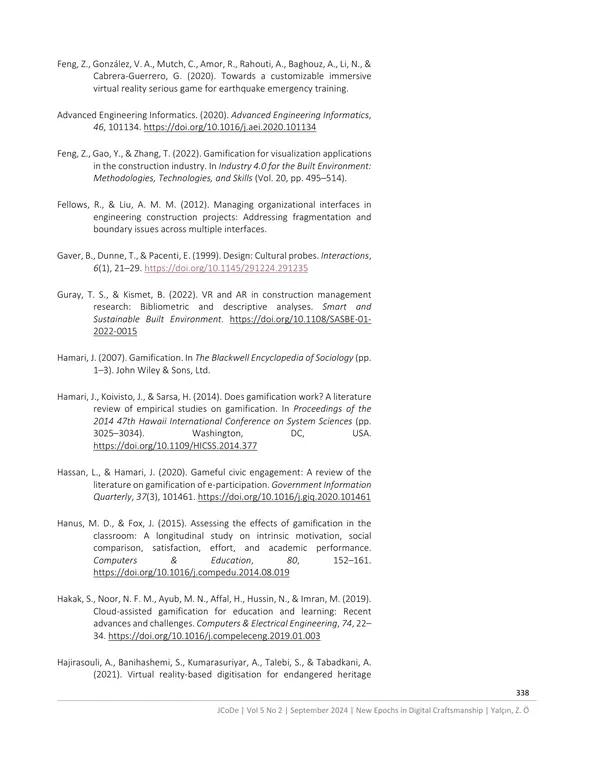 Feng, Z., González, V. A., Mutch, C., Amor, R., Rahouti, A., Baghouz, A., Li, N., &
Cabrera-Guerrero, G. (2020). Towards a customizable immersive
virtual reality serious game for earthquake emergency training.
Advanced Engineering Informatics. (2020). Advanced Engineering Informatics,
46, 101134. https://doi.org/10.1016/j.aei.2020.101134
Feng, Z., Gao, Y., & Zhang, T. (2022). Gamification for visualization applications
in the construction industry. In Industry 4.0 for the Built Environment:
Methodologies, Technologies, and Skills (Vol. 20, pp. 495–514).
Fellows, R., & Liu, A. M. M. (2012). Managing organizational interfaces in
engineering construction projects: Addressing fragmentation and
boundary issues across multiple interfaces.
Gaver, B., Dunne, T., & Pacenti, E. (1999). Design: Cultural probes. Interactions,
6(1), 21–29. https://doi.org/10.1145/291224.291235
Guray, T. S., & Kismet, B. (2022). VR and AR in construction management
research: Bibliometric and descriptive analyses. Smart and
Sustainable Built Environment. https://doi.org/10.1108/SASBE-01-
2022-0015
Hamari, J. (2007). Gamification. In The Blackwell Encyclopedia of Sociology (pp.
1–3). John Wiley & Sons, Ltd.
Hamari, J., Koivisto, J., & Sarsa, H. (2014). Does gamification work? A literature
review of empirical studies on gamification. In Proceedings of the
2014 47th Hawaii International Conference on System Sciences (pp.
3025–3034). Washington, DC, USA.
https://doi.org/10.1109/HICSS.2014.377
Hassan, L., & Hamari, J. (2020). Gameful civic engagement: A review of the
literature on gamification of e-participation. Government Information
Quarterly, 37(3), 101461. https://doi.org/10.1016/j.giq.2020.101461
Hanus, M. D., & Fox, J. (2015). Assessing the effects of gamification in the
classroom: A longitudinal study on intrinsic motivation, social
comparison, satisfaction, effort, and academic performance.
Computers & Education, 80, 152–161.
https://doi.org/10.1016/j.compedu.2014.08.019
Hakak, S., Noor, N. F. M., Ayub, M. N., Affal, H., Hussin, N., & Imran, M. (2019).
Cloud-assisted gamification for education and learning: Recent
advances and challenges. Computers & Electrical Engineering, 74, 22–
34. https://doi.org/10.1016/j.compeleceng.2019.01.003
Hajirasouli, A., Banihashemi, S., Kumarasuriyar, A., Talebi, S., & Tabadkani, A.
(2021). Virtual reality-based digitisation for endangered heritage
338
JCoDe | Vol 5 No 2 | September 2024 | New Epochs in Digital Craftsmanship | Yalçın, Z. Ö